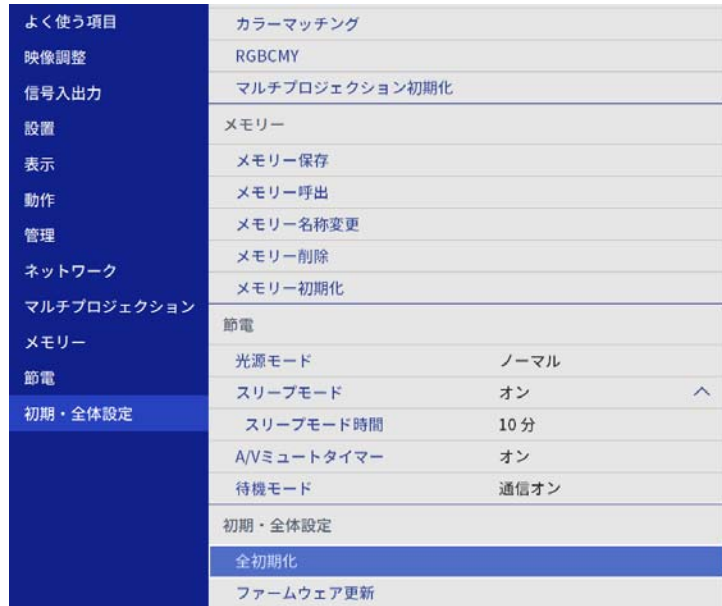 よく使う項目
映像調整
信号入出力
設置
表示
動作
管理
ネットワーク
マルチプロジェクション
メモリー
節電
初期・全体設定
カラーマッチング
RGBCMY
マルチプロジェクション初期化
メモリー
メモリー保存
メモリー呼出
メモリー名称変更
メモリー削除
メモリー初期化
節電
光源モード ノーマル
スリープモード オン
スリープモード時間 10 分
A/Vミュートタイマー オン
待機モード 通信オン
初期・全体設定
全初期化
ファームウェア更新